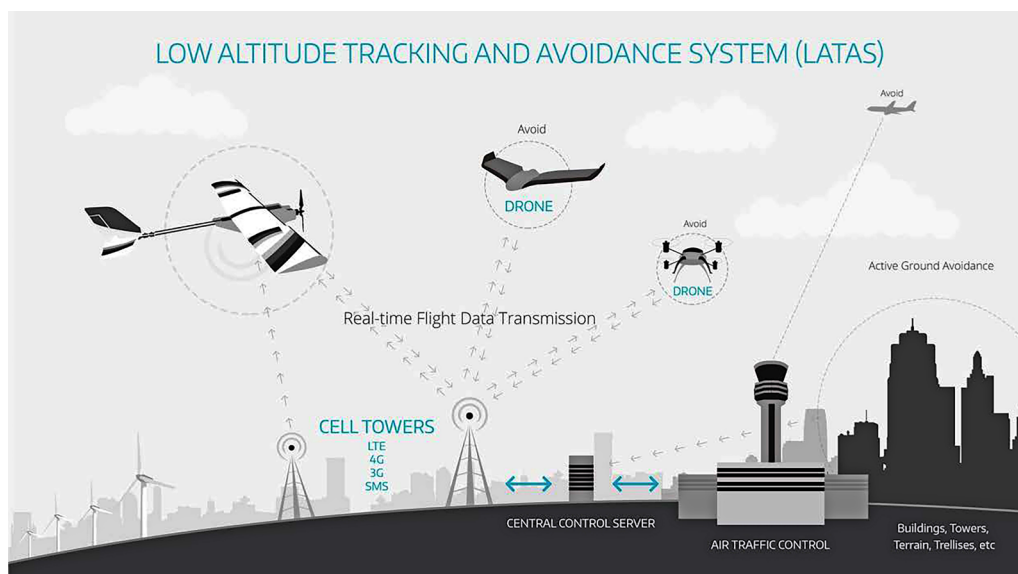 LOW ALTITUDE TRACKING AND AVOIDANCE SYSTEM (LATAS)
Avoid
Avoid
DRONE
Avoid
DRONE
Active Ground Avoidance
Real-time Flight Data Transmission
CELL TOWERS
LTE
4G
3G
SMS
CENTRAL CONTROL SERVER
AIR TRAFFIC CONTROL
Buildings, Towers,
Terrain, Trellises, etc